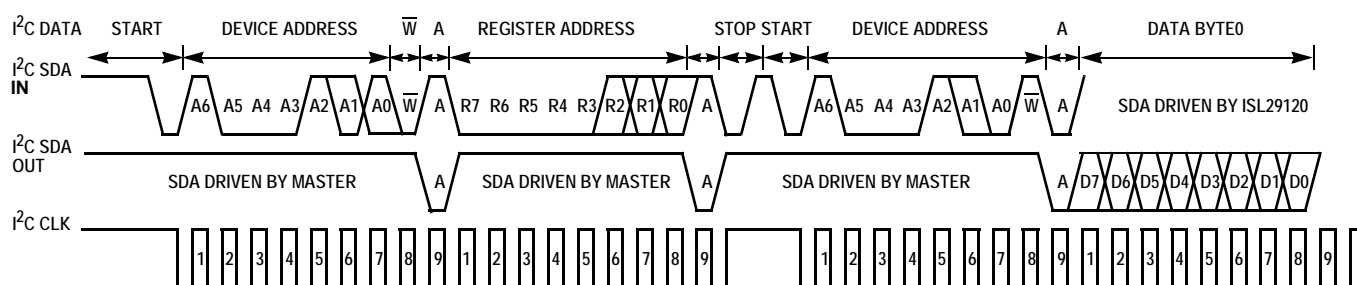 I²C DATA START DEVICE ADDRESS W̅ A REGISTER ADDRESS STOP START DEVICE ADDRESS A DATA BYTE0
I²C SDA
IN
A6 A5 A4 A3 A2 A1 A0 W̅ A R7 R6 R5 R4 R3 R2 R1 R0 A A6 A5 A4 A3 A2 A1 A0 W̅ A SDA DRIVEN BY ISL29120
I²C SDA
OUT
SDA DRIVEN BY MASTER A SDA DRIVEN BY MASTER A SDA DRIVEN BY MASTER A D7 D6 D5 D4 D3 D2 D1 D0
I²C CLK
1 2 3 4 5 6 7 8 9 1 2 3 4 5 6 7 8 9 1 2 3 4 5 6 7 8 9 1 2 3 4 5 6 7 8 9